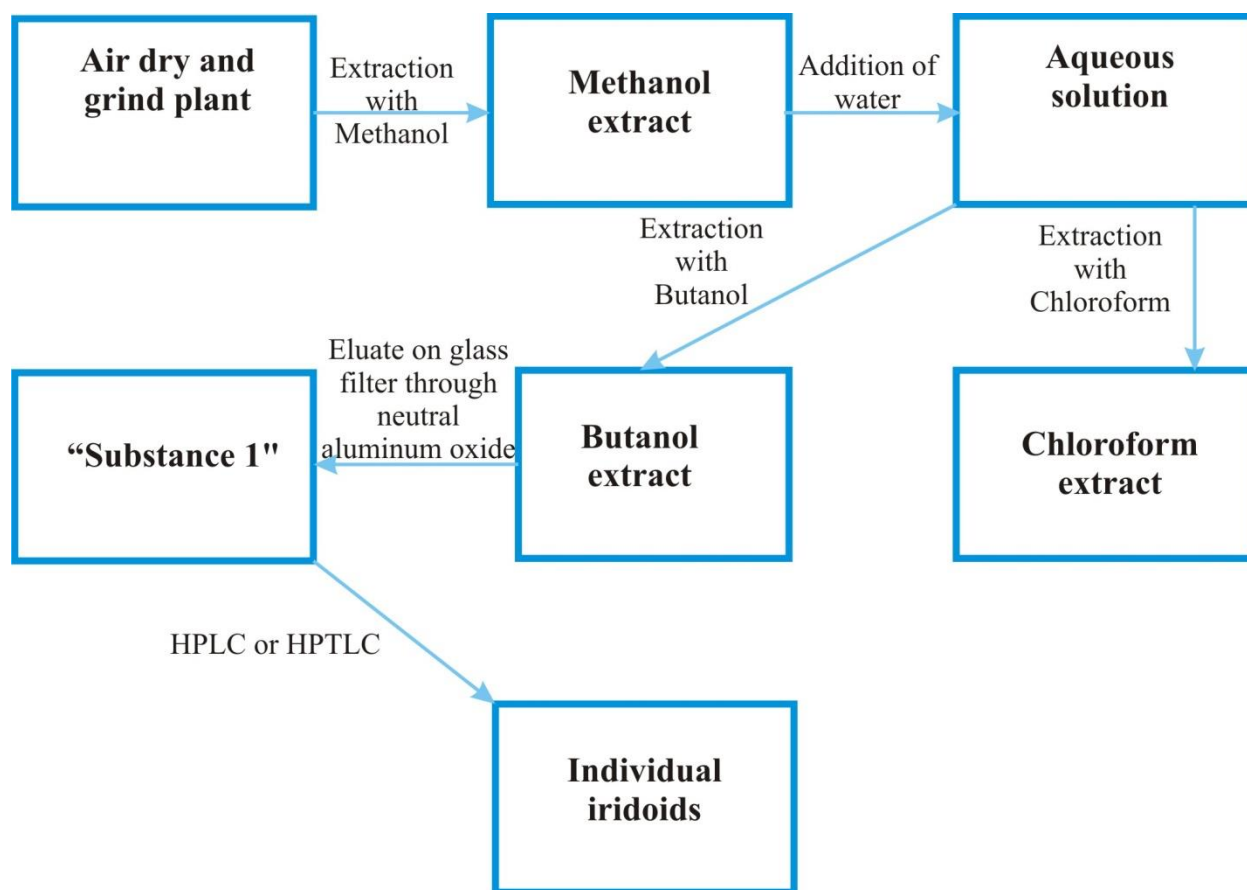 Air dry and
grind plant
Extraction
with
Methanol
Methanol
extract
Addition of
water
Aqueous
solution
Extraction
with
Butanol
Extraction
with
Chloroform
Eluate on glass
filter through
neutral
aluminum oxide
“Substance 1"
Butanol
extract
Chloroform
extract
HPLC or HPTLC
Individual
iridoids